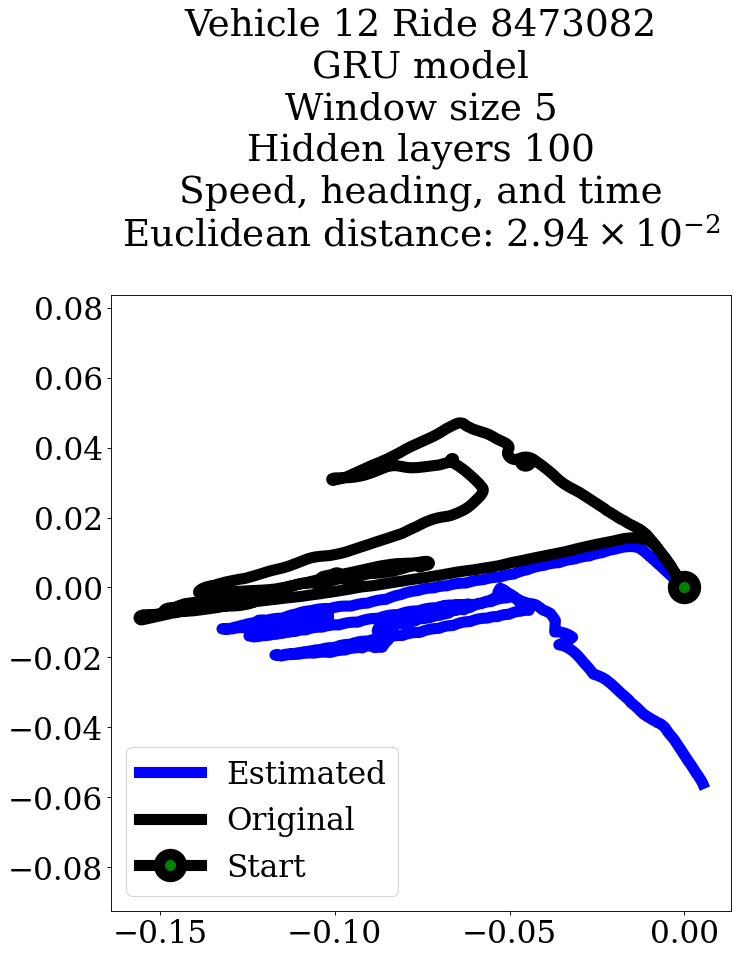 Vehicle 12 Ride 8473082
GRU model
Window size 5
Hidden layers 100
Speed, heading, and time
Euclidean distance: 2.94 × 10⁻²
0.08
0.06
0.04
0.02
0.00
−0.02
−0.04
−0.06
−0.08
Estimated
Original
Start
−0.15 −0.10 −0.05 0.00